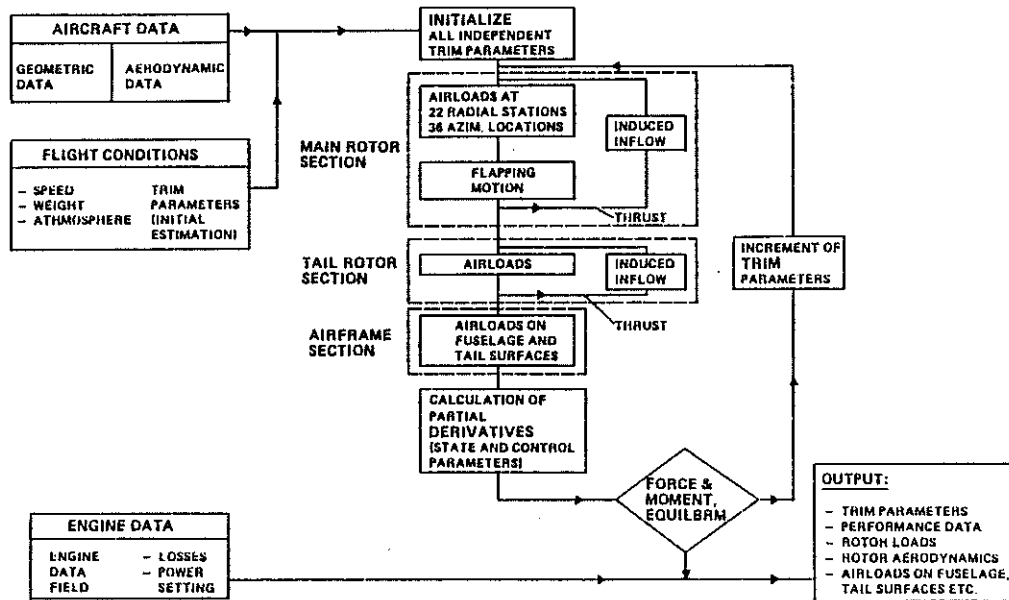 AIRCRAFT DATA
GEOMETRIC
DATA
AERODYNAMIC
DATA
FLIGHT CONDITIONS
– SPEED
– WEIGHT
– ATHMOSPHERE
TRIM
PARAMETERS
(INITIAL
ESTIMATION)
INITIALIZE
ALL INDEPENDENT
TRIM PARAMETERS
MAIN ROTOR
SECTION
AIRLOADS AT
22 RADIAL STATIONS
36 AZIM. LOCATIONS
INDUCED
INFLOW
FLAPPING
MOTION
THRUST
TAIL ROTOR
SECTION
AIRLOADS
INDUCED
INFLOW
THRUST
AIRFRAME
SECTION
AIRLOADS ON
FUSELAGE AND
TAIL SURFACES
CALCULATION OF
PARTIAL
DERIVATIVES
(STATE AND CONTROL
PARAMETERS)
INCREMENT OF
TRIM
PARAMETERS
FORCE &
MOMENT,
EQUILBRM
ENGINE DATA
ENGINE
DATA
FIELD
– LOSSES
– POWER
SETTING
OUTPUT:
– TRIM PARAMETERS
– PERFORMANCE DATA
– ROTOR LOADS
– ROTOR AERODYNAMICS
– AIRLOADS ON FUSELAGE,
TAIL SURFACES ETC.